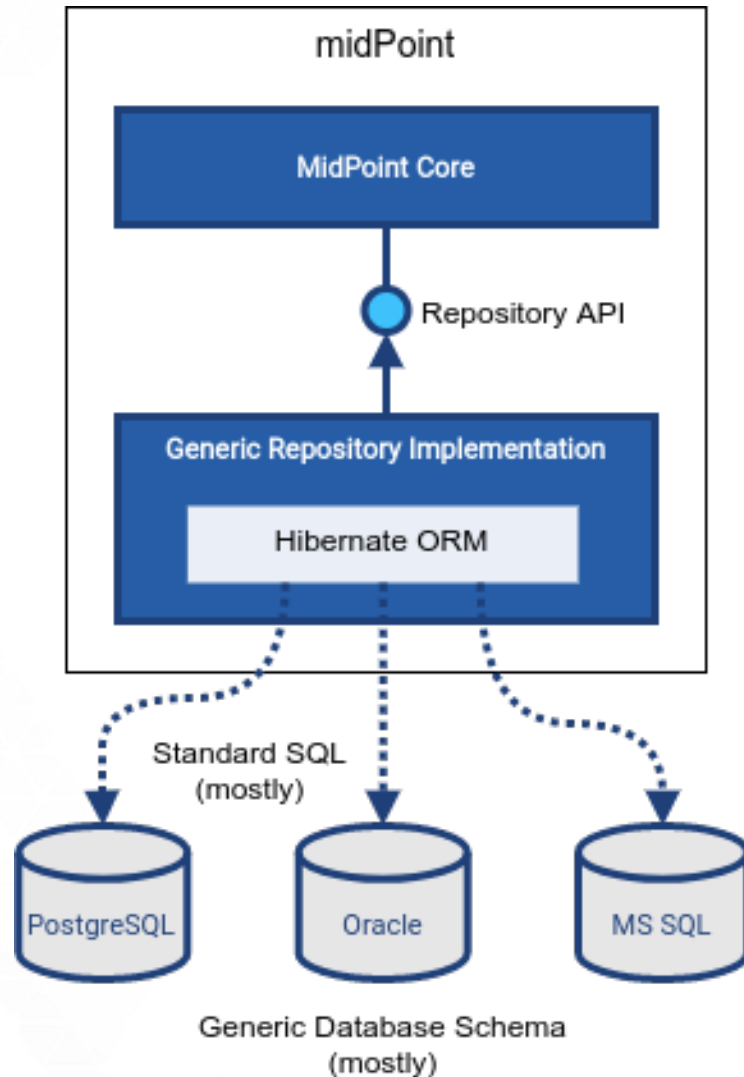 midPoint
MidPoint Core
Repository API
Generic Repository Implementation
Hibernate ORM
Standard SQL
(mostly)
PostgreSQL
Oracle
MS SQL
Generic Database Schema
(mostly)